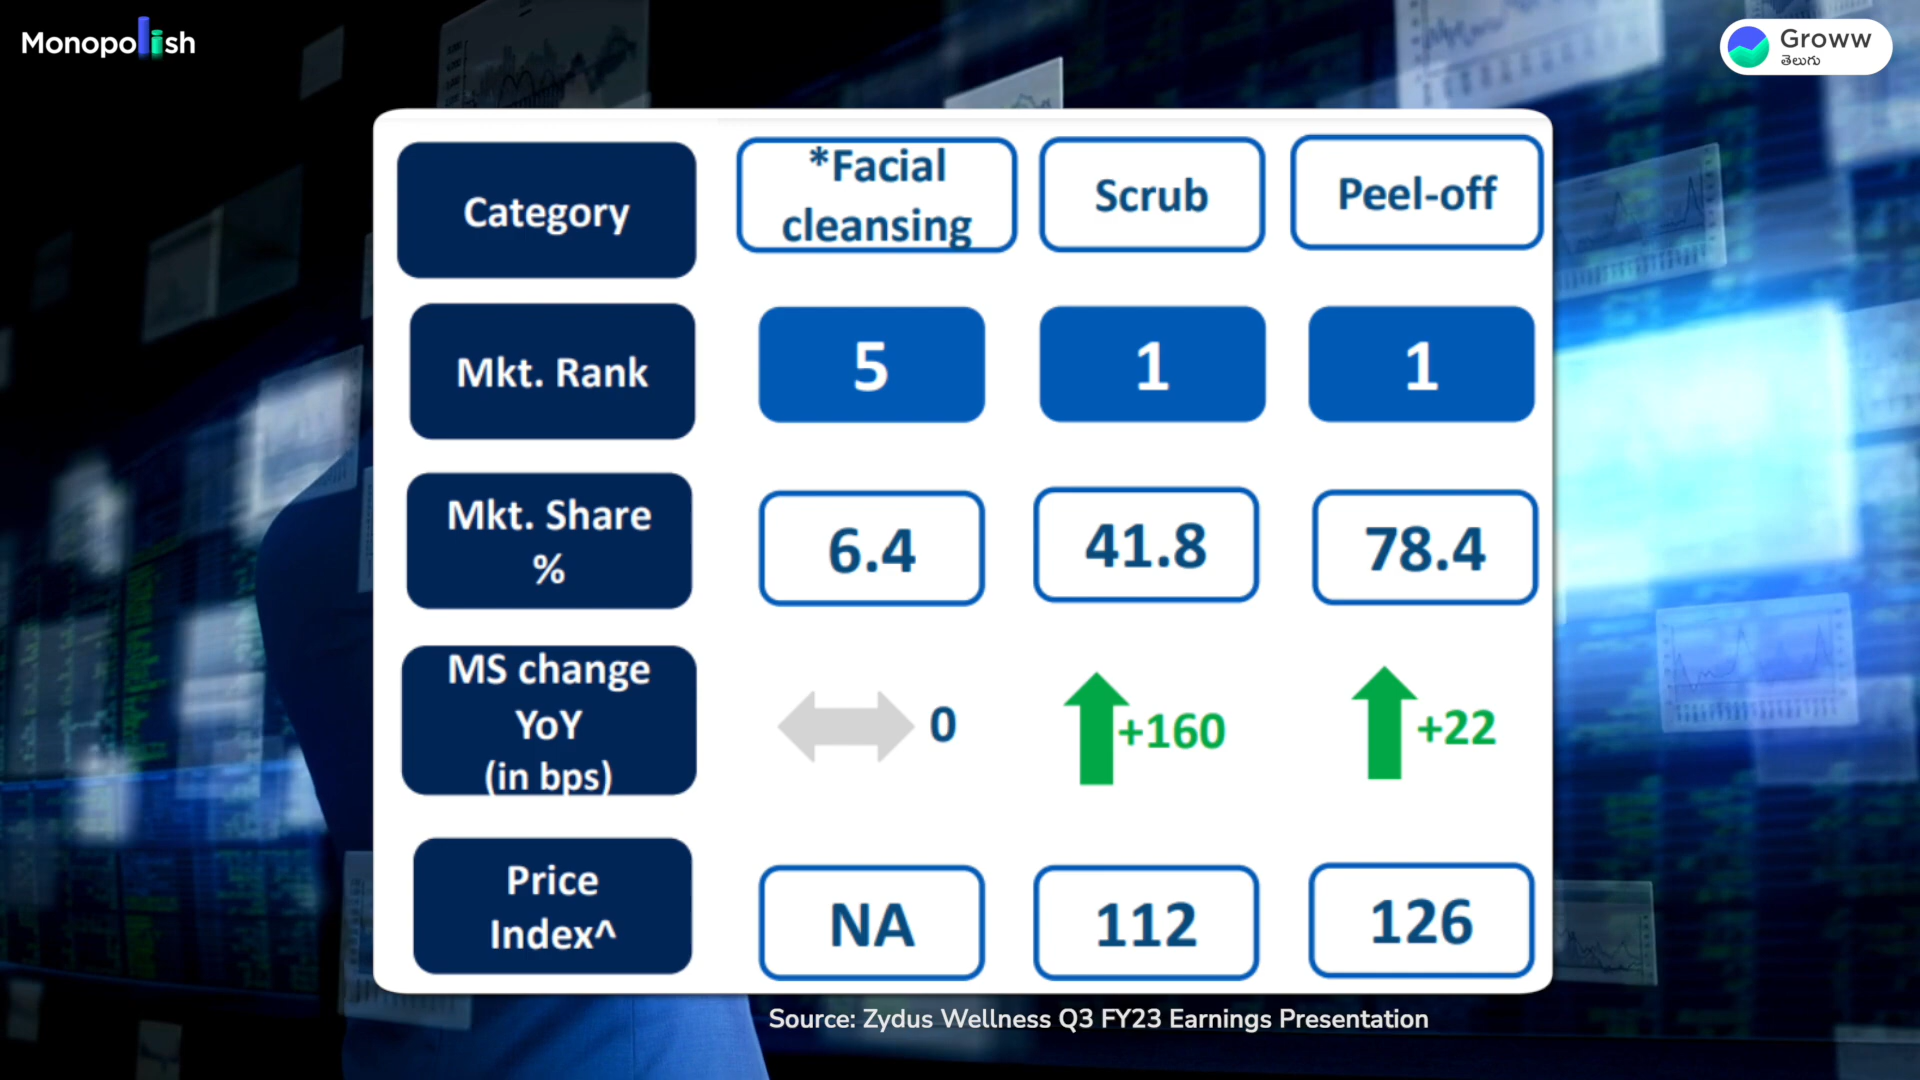 Monopolish
Groww
తెలుగు
Category
*Facial
cleansing
Scrub
Peel-off
Mkt. Rank
5
1
1
Mkt. Share
%
6.4
41.8
78.4
MS change
YoY
(in bps)
0
+160
+22
Price
Index^
NA
112
126
Source: Zydus Wellness Q3 FY23 Earnings Presentation